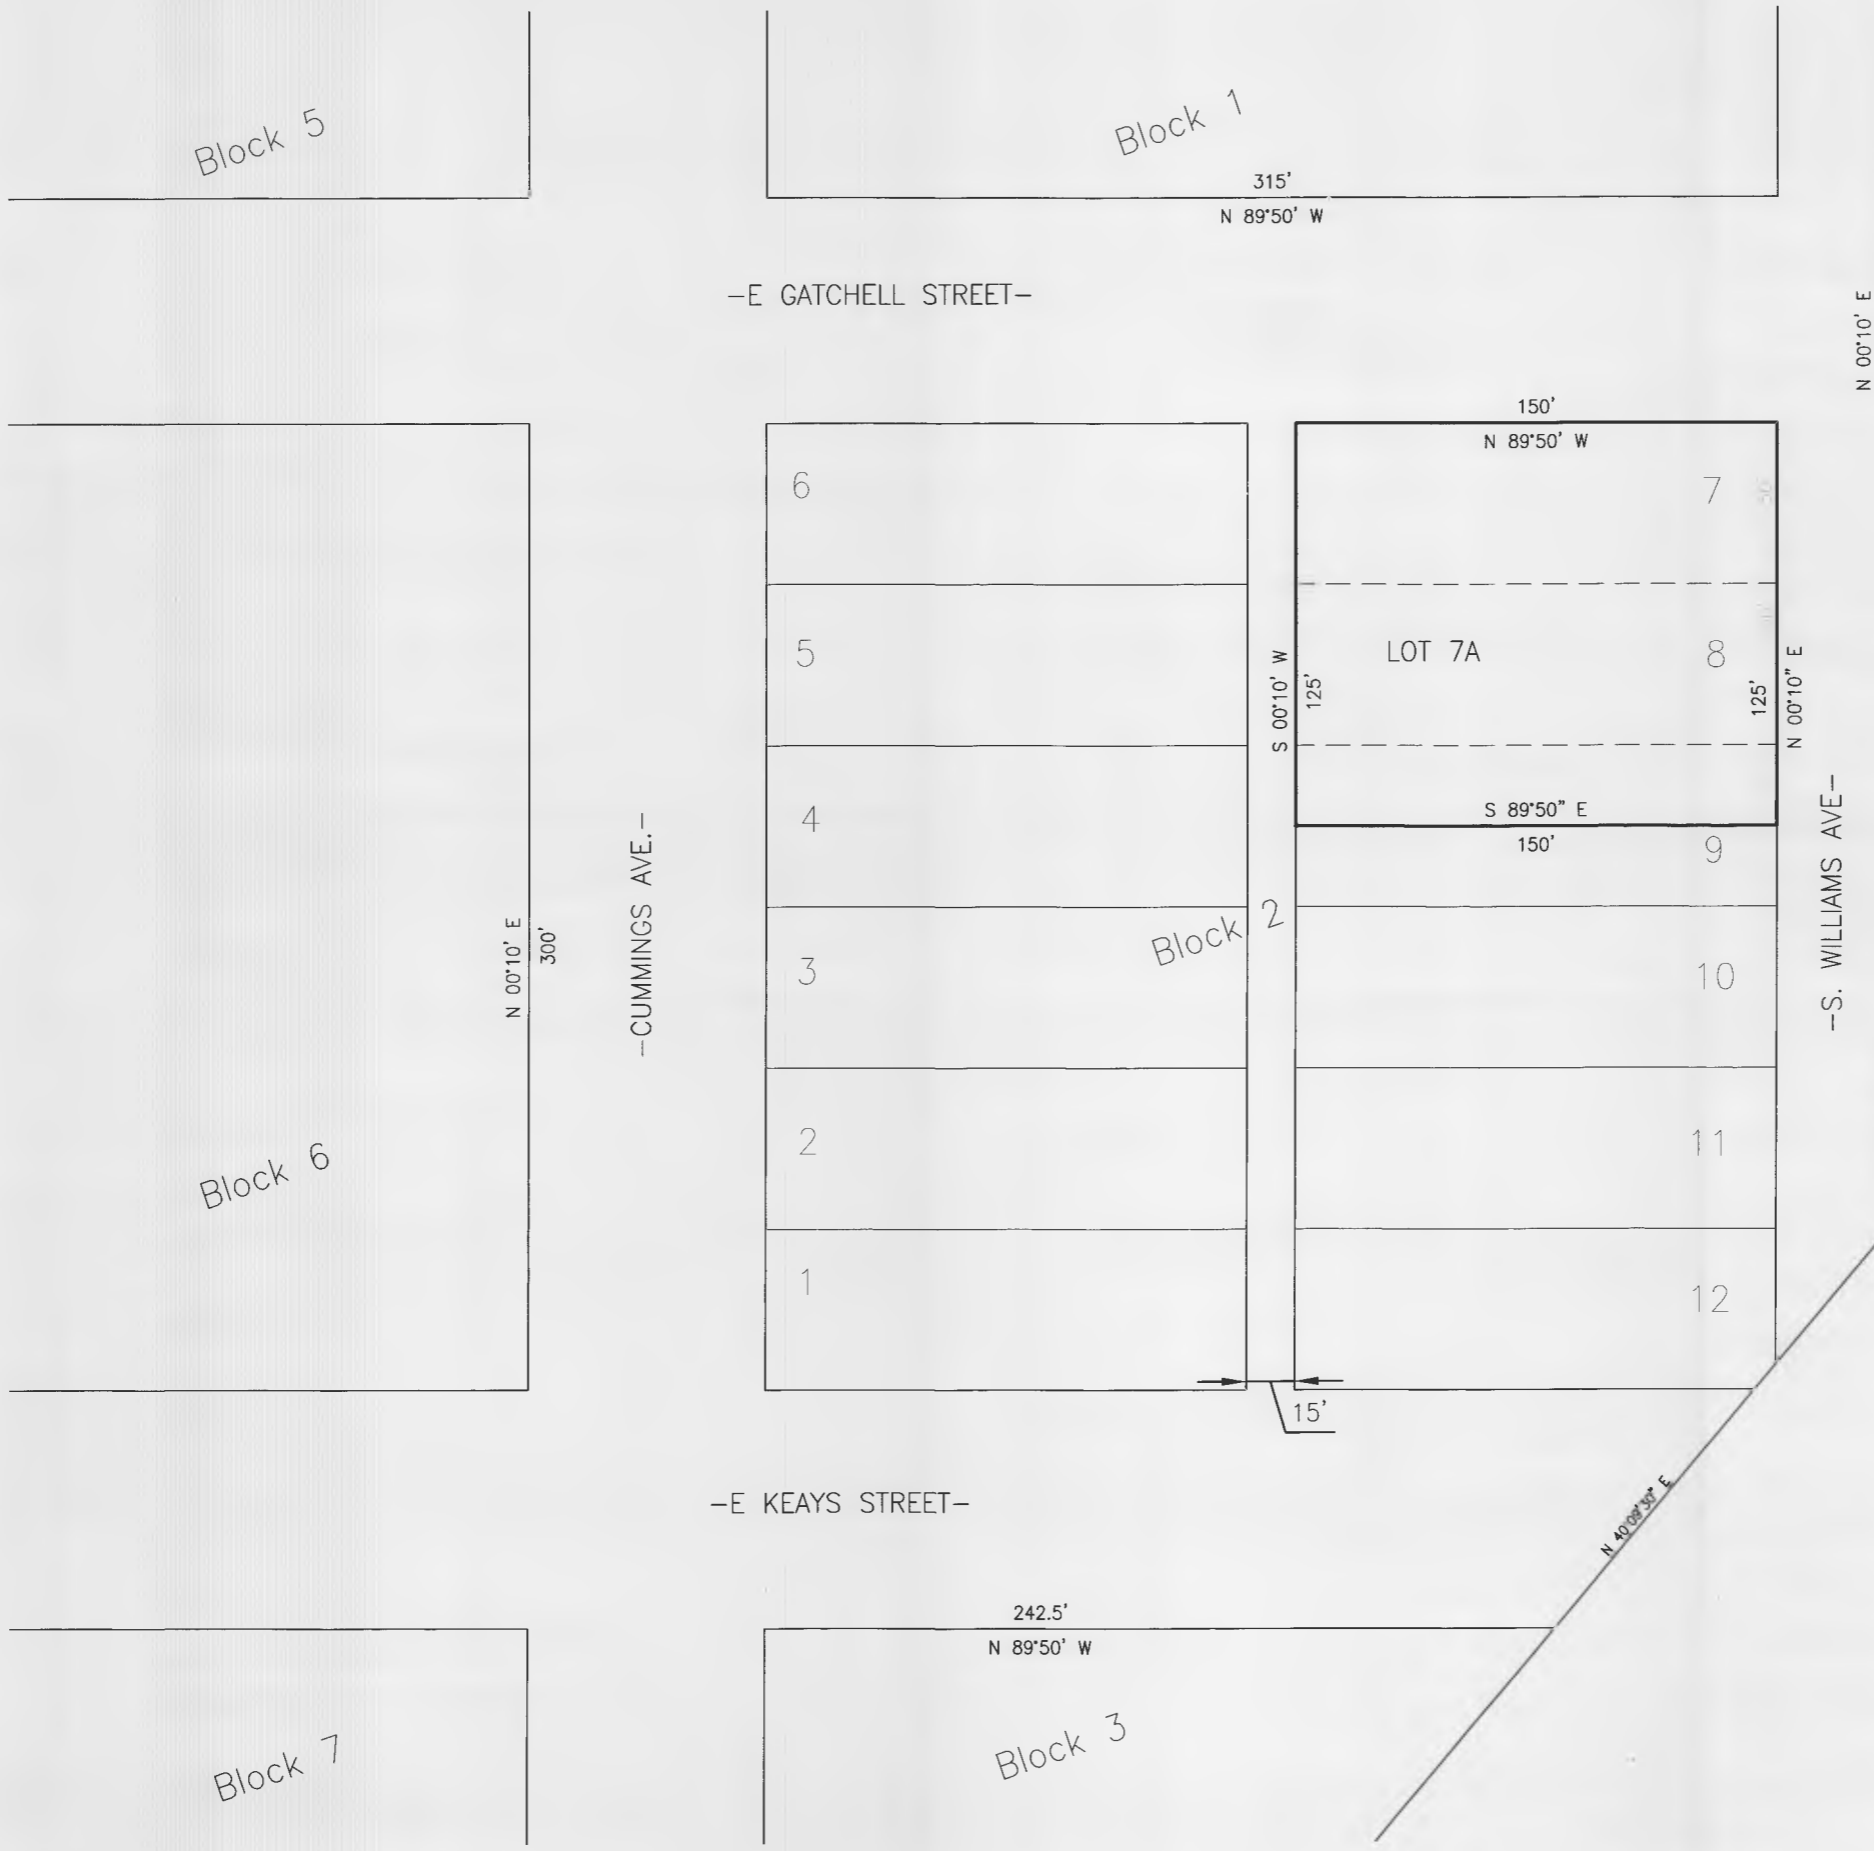 Block 5
Block 1
315'
N 89°50' W
-E GATCHELL STREET-
N 00°10' E
150'
N 89°50' W
6
7
50'
5
LOT 7A
8
S 00°10' W
125'
125'
N 00°10" E
4
S 89°50" E
150'
9
-CUMMINGS AVE.-
-S. WILLIAMS AVE-
N 00°10' E
300'
Block 2
3
10
2
11
Block 6
1
12
15'
-E KEAYS STREET-
N 40°09'30" E
242.5'
N 89°50' W
Block 7
Block 3